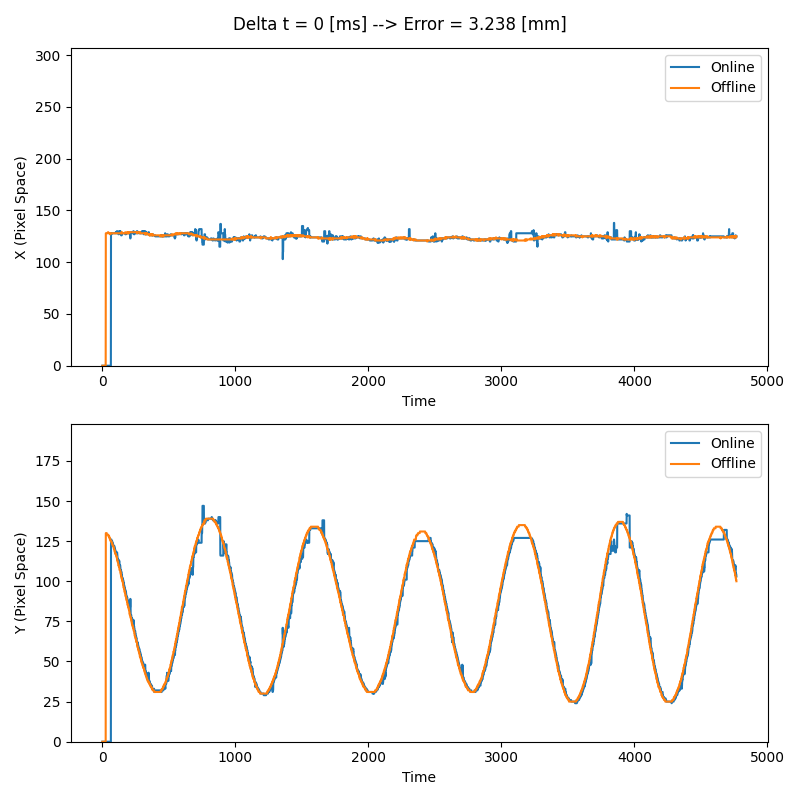 Delta t = 0 [ms] --> Error = 3.238 [mm]
300
250
200
150
100
50
0
X (Pixel Space)
Online
Offline
0 1000 2000 3000 4000 5000
Time
175
150
125
100
75
50
25
0
Y (Pixel Space)
Online
Offline
0 1000 2000 3000 4000 5000
Time